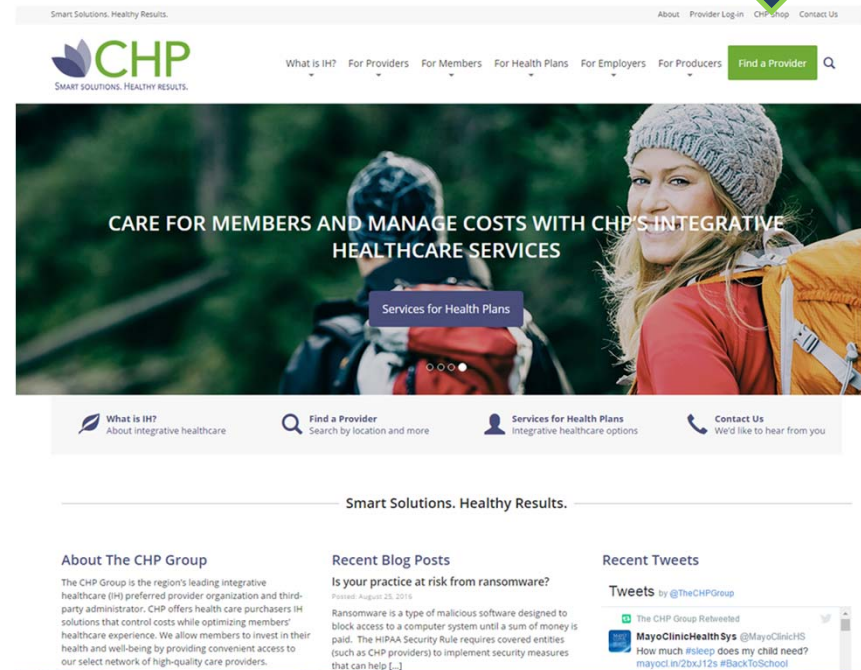 Smart Solutions. Healthy Results.
About Provider Log-in CHP Shop Contact Us
CHP
SMART SOLUTIONS. HEALTHY RESULTS.
What is IH? For Providers For Members For Health Plans For Employers For Producers Find a Provider
CARE FOR MEMBERS AND MANAGE COSTS WITH CHP'S INTEGRATIVE
HEALTHCARE SERVICES
Services for Health Plans
What is IH?
About integrative healthcare
Find a Provider
Search by location and more
Services for Health Plans
Integrative healthcare options
Contact Us
We'd like to hear from you
Smart Solutions. Healthy Results.
About The CHP Group
The CHP Group is the region's leading integrative
healthcare (IH) preferred provider organization and third-
party administrator. CHP offers health care purchasers IH
solutions that control costs while optimizing members'
healthcare experience. We allow members to invest in their
health and well-being by providing convenient access to
our select network of high-quality care providers.
Recent Blog Posts
Is your practice at risk from ransomware?
Posted: August 25, 2016
Ransomware is a type of malicious software designed to
block access to a computer system until a sum of money is
paid. The HIPAA Security Rule requires covered entities
(such as CHP providers) to implement security measures
that can help [...]
Recent Tweets
Tweets by @TheCHPGroup
The CHP Group Retweeted
MayoClinicHealthSys @MayoClinicHS
How much #sleep does my child need?
mayocl.in/2bxJ12s #BackToSchool